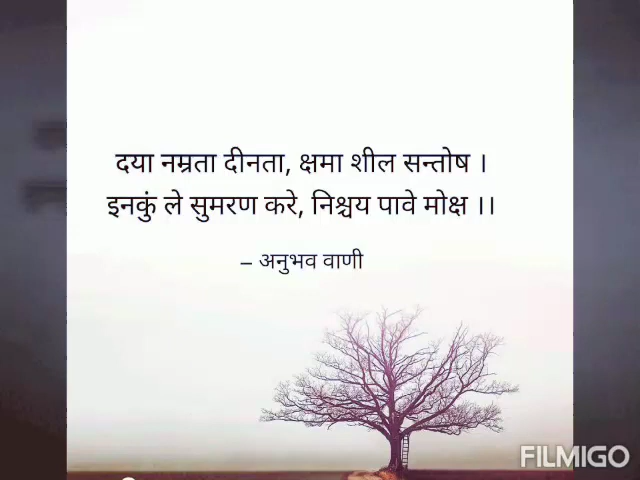 दया नम्रता दीनता, क्षमा शील सन्तोष ।
इनकुं ले सुमरण करे, निश्चय पावे मोक्ष ।।
– अनुभव वाणी
FILMIGO